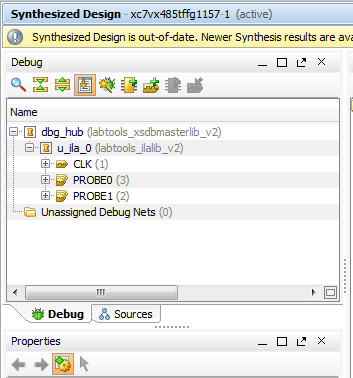 Synthesized Design - xc7vx485tffg1157-1 (active)
Synthesized Design is out-of-date. Newer Synthesis results are ava
Debug
Name
dbg_hub (labtools_xsdbmasterlib_v2)
u_ila_0 (labtools_ilalib_v2)
CLK (1)
PROBE0 (3)
PROBE1 (2)
Unassigned Debug Nets (0)
Debug
Sources
Properties